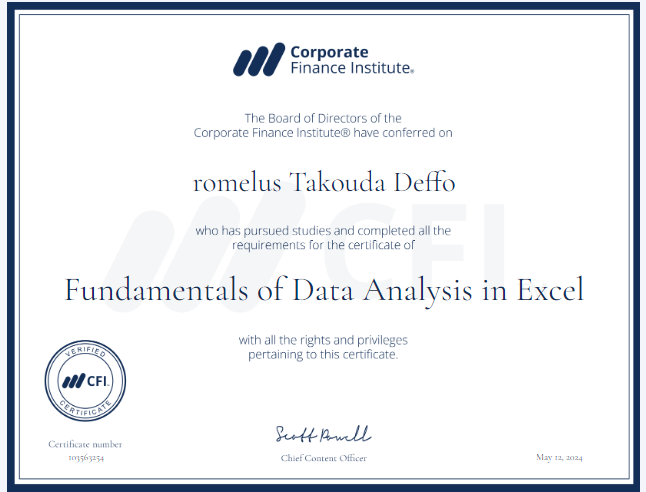 Corporate
Finance Institute®
The Board of Directors of the
Corporate Finance Institute® have conferred on
romelus Takouda Deffo
who has pursued studies and completed all the
requirements for the certificate of
CFI
Fundamentals of Data Analysis in Excel
with all the rights and privileges
pertaining to this certificate.
VERIFIED
CFI
CERTIFICATE
Scott Powell
Certificate number
103563254
Chief Content Officer
May 12, 2024